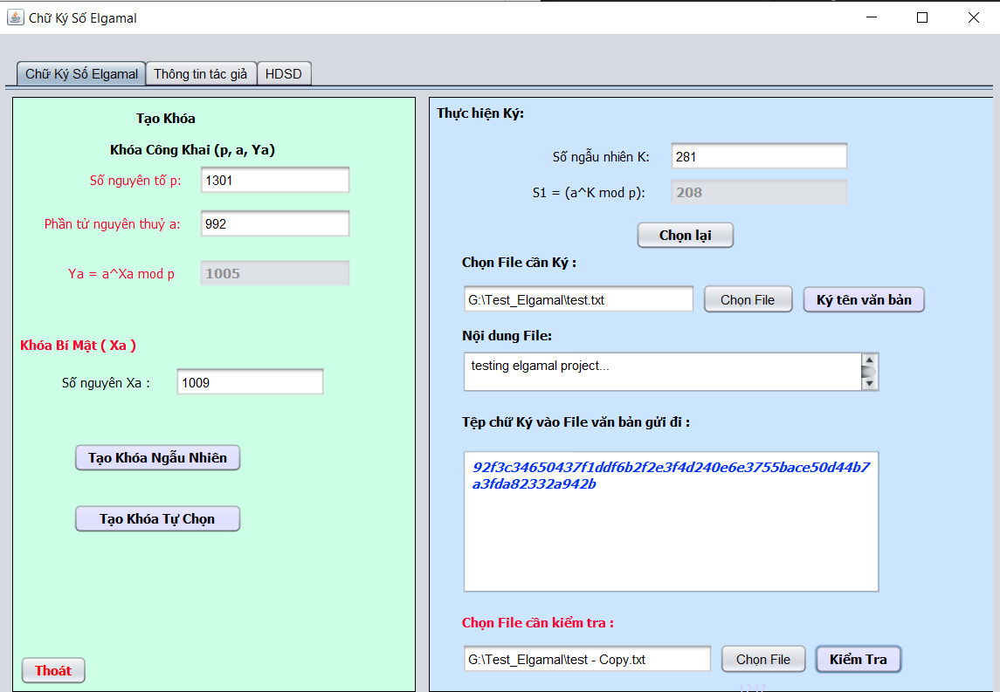 Chữ Ký Số Elgamal
Chữ Ký Số Elgamal
Thông tin tác giả
HDSD
Tạo Khóa
Khóa Công Khai (p, a, Ya)
Số nguyên tố p:
1301
Phần tử nguyên thuỷ a:
992
Ya = a^Xa mod p
1005
Khóa Bí Mật ( Xa )
Số nguyên Xa :
1009
Tạo Khóa Ngẫu Nhiên
Tạo Khóa Tự Chọn
Thoát
Thực hiện Ký:
Số ngẫu nhiên K:
281
S1 = (a^K mod p):
208
Chọn lại
Chọn File cần Ký :
G:\Test_Elgamal\test.txt
Chọn File
Ký tên văn bản
Nội dung File:
testing elgamal project...
Tệp chữ Ký vào File văn bản gửi đi :
92f3c34650437f1ddf6b2f2e3f4d240e6e3755bace50d44b7
a3fda82332a942b
Chọn File cần kiểm tra :
G:\Test_Elgamal\test - Copy.txt
Chọn File
Kiểm Tra